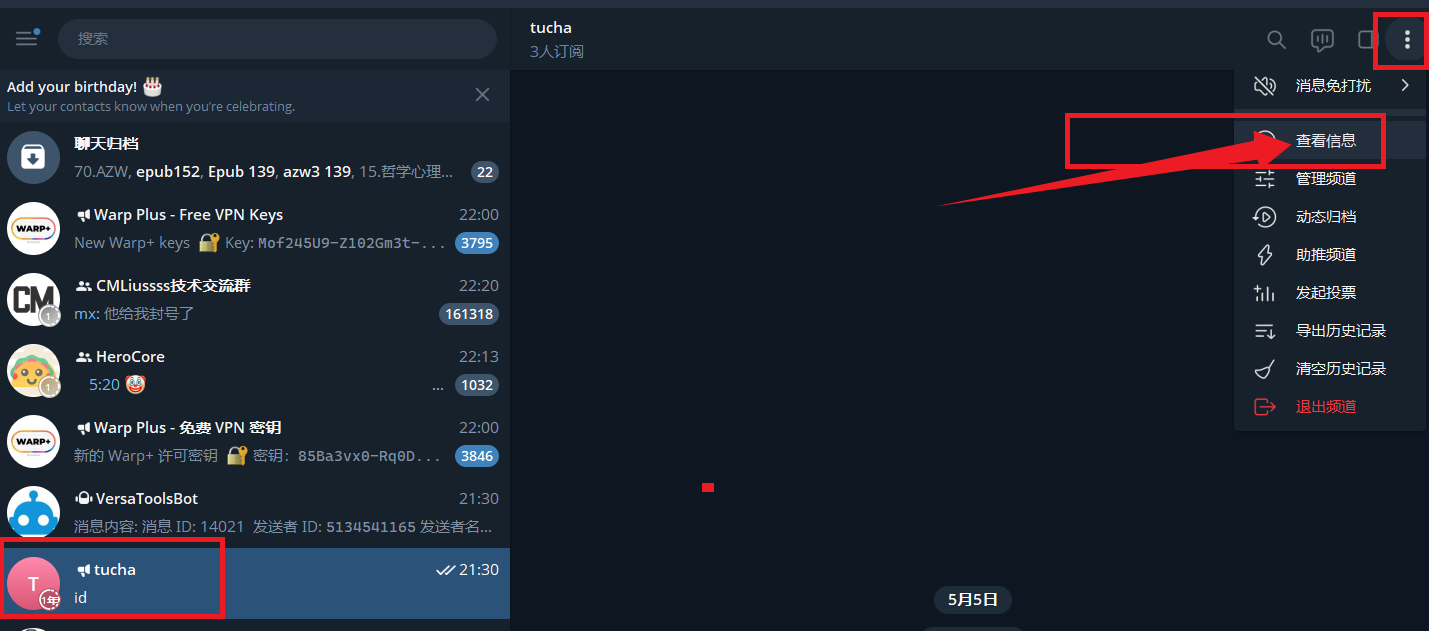 搜索
Add your birthday! 🎂
Let your contacts know when you're celebrating.
聊天归档
70.AZW, epub152, Epub 139, azw3 139, 15.哲学心理...
22
WARP+
Warp Plus - Free VPN Keys
22:00
New Warp+ keys 🔐 Key: Mof245U9-Z102Gm3t-...
3795
CM
1
CMLiussss技术交流群
22:20
mx: 他给我封号了
161318
1
HeroCore
22:13
5:20 🤡
...
1032
WARP+
Warp Plus - 免费 VPN 密钥
22:00
新的 Warp+ 许可密钥 🔐 密钥: 85Ba3vx0-Rq0D...
3846
VersaToolsBot
21:30
消息内容: 消息 ID: 14021 发送者 ID: 5134541165 发送者名...
T
1年
tucha
21:30
id
tucha
3人订阅
消息免打扰
查看信息
管理频道
动态归档
助推频道
发起投票
导出历史记录
清空历史记录
退出频道
5月5日